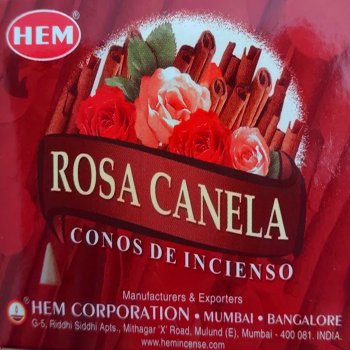 HEM
ROSA CANELA
CONOS DE INCIENSO
Manufacturers & Exporters
HEM CORPORATION • MUMBAI • BANGALORE
G-5, Riddhi Siddhi Apts., Mithagar 'X' Road, Mulund (E), Mumbai - 400 081. INDIA.
www.hemincense.com